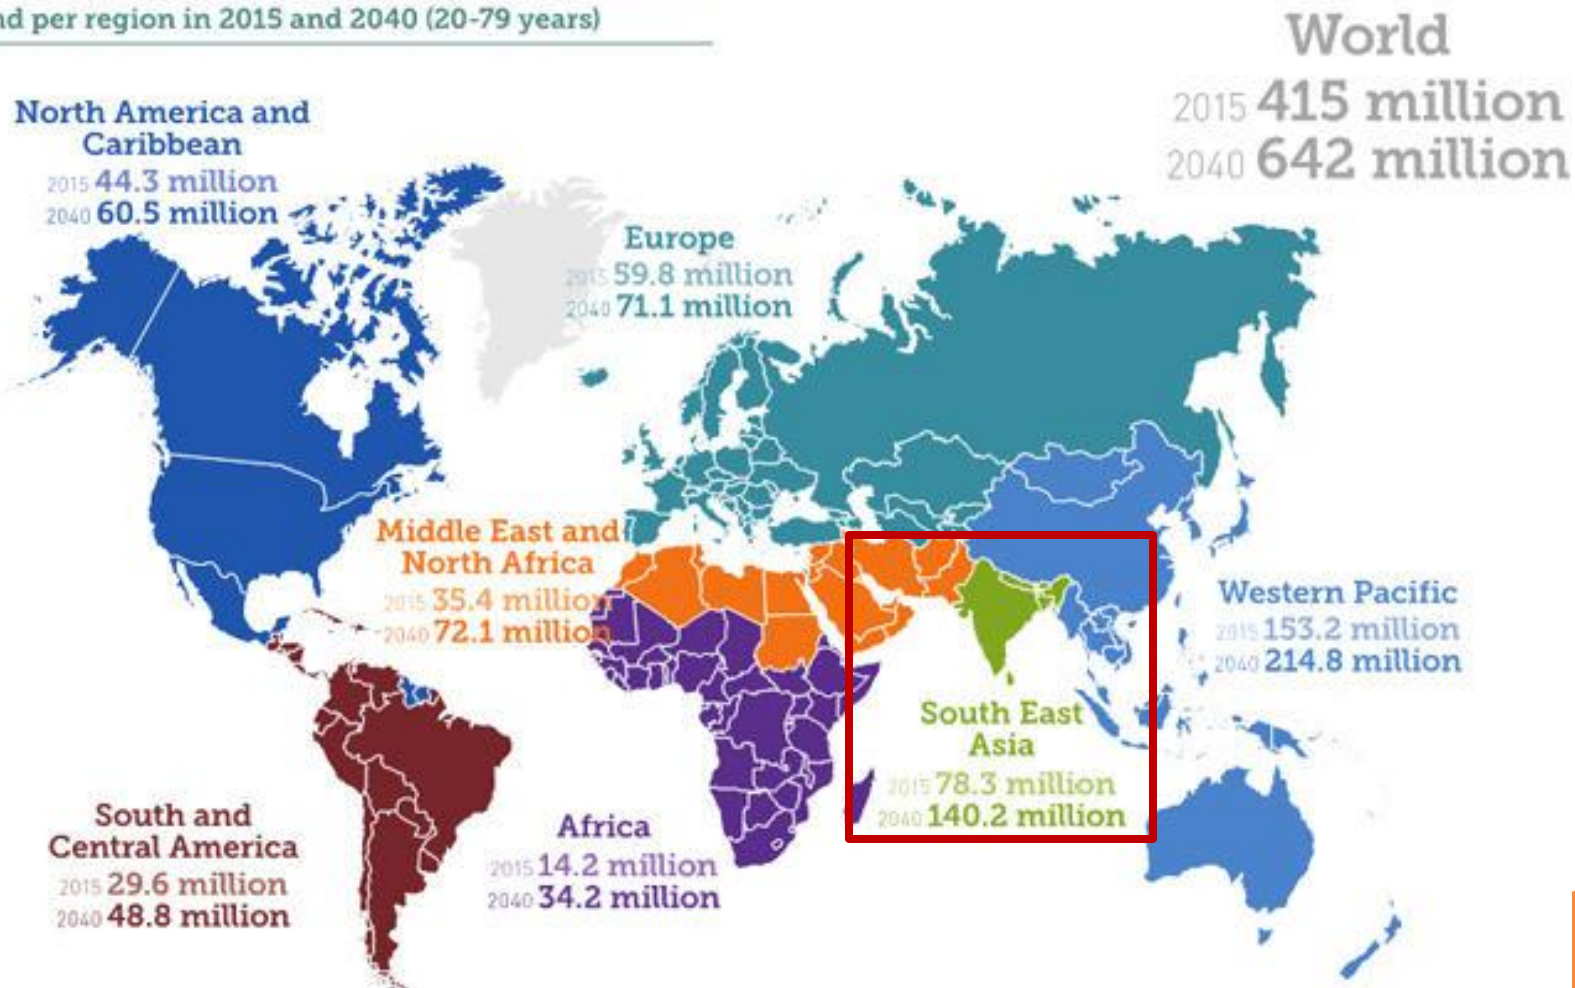 nd per region in 2015 and 2040 (20-79 years)
World
2015 415 million
2040 642 million
North America and
Caribbean
2015 44.3 million
2040 60.5 million
Europe
2015 59.8 million
2040 71.1 million
Middle East and
North Africa
2015 35.4 million
2040 72.1 million
Western Pacific
2015 153.2 million
2040 214.8 million
South East
Asia
2015 78.3 million
2040 140.2 million
South and
Central America
2015 29.6 million
2040 48.8 million
Africa
2015 14.2 million
2040 34.2 million